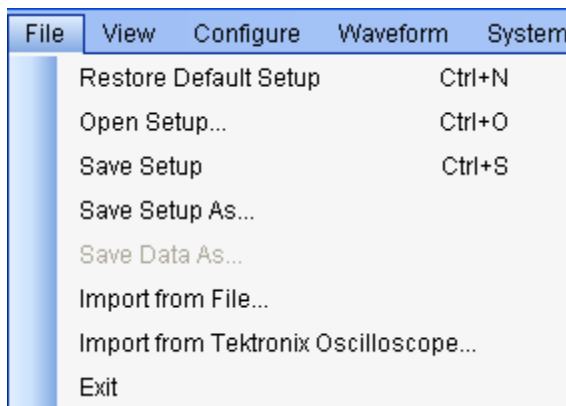 File View Configure Waveform System
Restore Default Setup Ctrl+N
Open Setup... Ctrl+O
Save Setup Ctrl+S
Save Setup As...
Save Data As...
Import from File...
Import from Tektronix Oscilloscope...
Exit